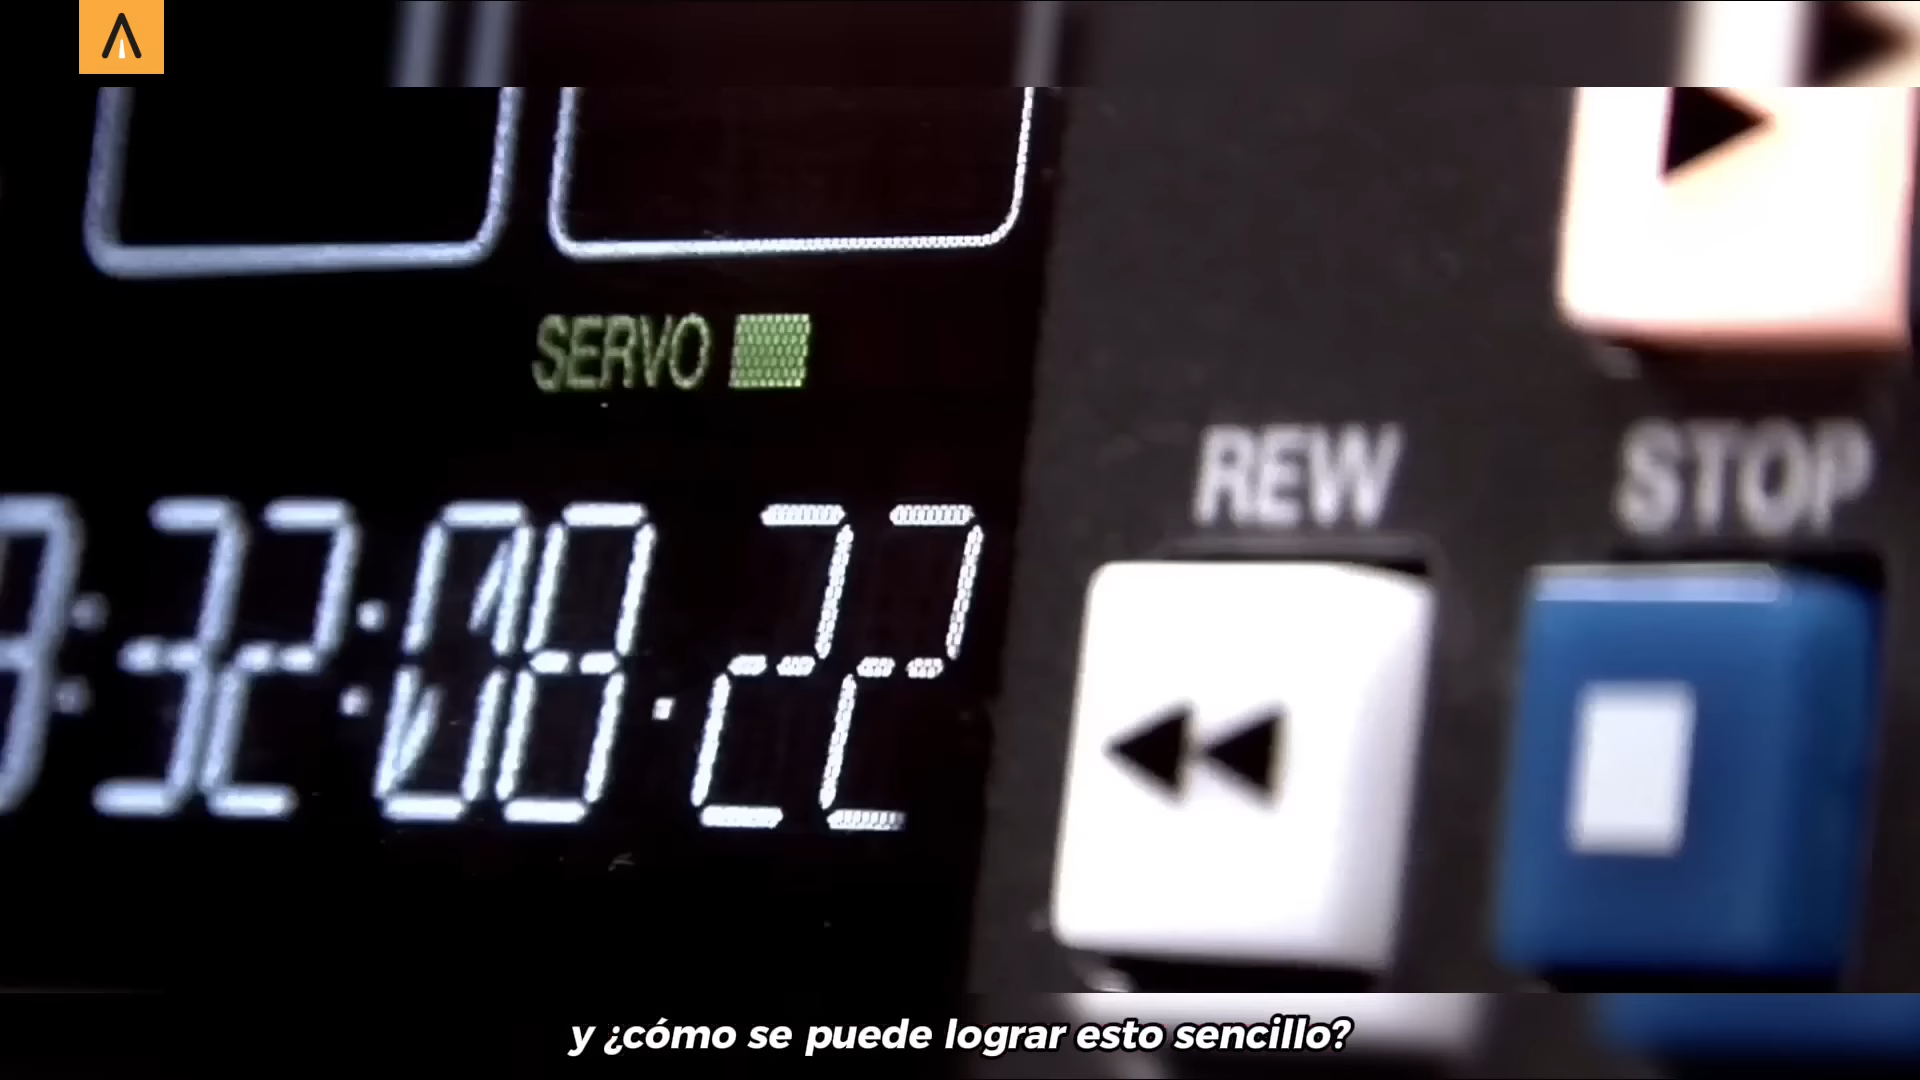 SERVO
REW
STOP
:32:08.22
y ¿cómo se puede lograr esto sencillo?